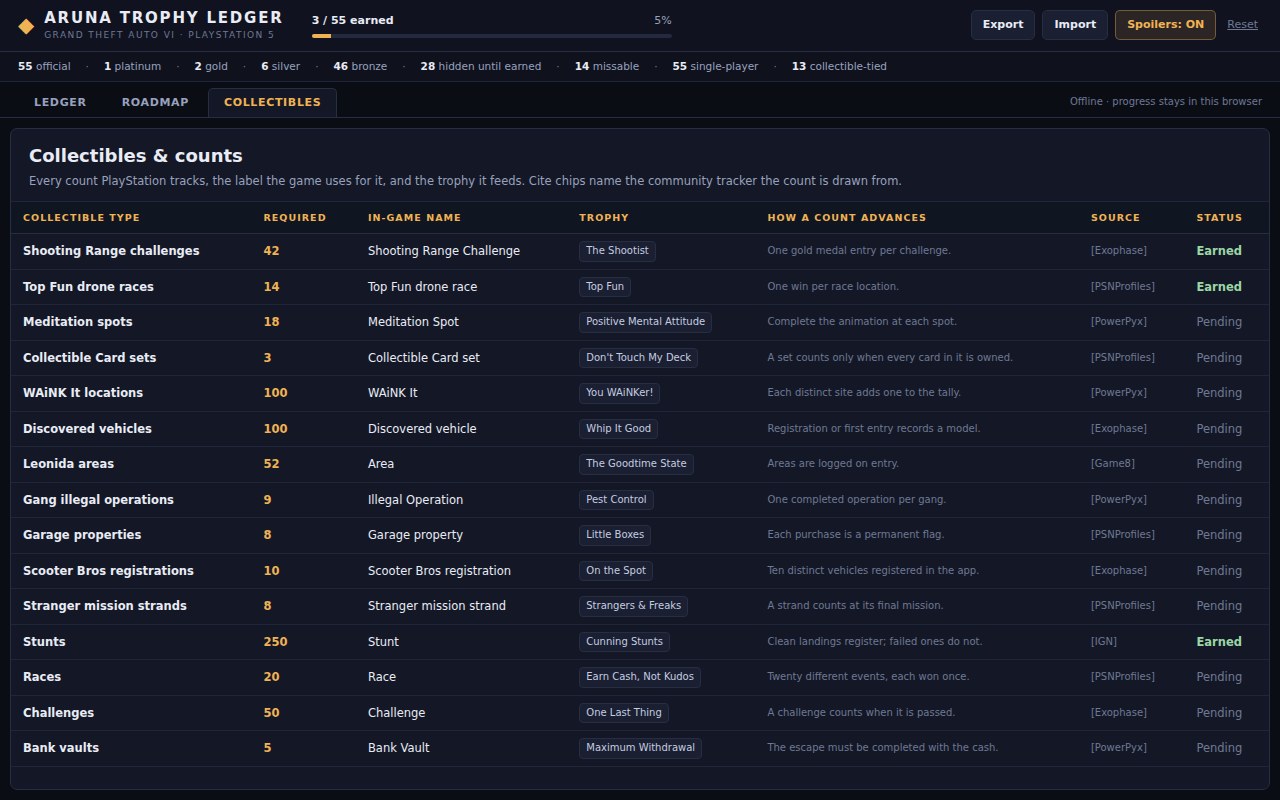 ARUNA TROPHY LEDGER
GRAND THEFT AUTO VI · PLAYSTATION 5
3 / 55 earned 5%
Export Import Spoilers: ON Reset
55 official · 1 platinum · 2 gold · 6 silver · 46 bronze · 28 hidden until earned · 14 missable · 55 single-player · 13 collectible-tied
LEDGER ROADMAP COLLECTIBLES Offline · progress stays in this browser
Collectibles & counts
Every count PlayStation tracks, the label the game uses for it, and the trophy it feeds. Cite chips name the community tracker the count is drawn from.
COLLECTIBLE TYPE REQUIRED IN-GAME NAME TROPHY HOW A COUNT ADVANCES SOURCE STATUS
Shooting Range challenges 42 Shooting Range Challenge The Shootist One gold medal entry per challenge. [Exophase] Earned
Top Fun drone races 14 Top Fun drone race Top Fun One win per race location. [PSNProfiles] Earned
Meditation spots 18 Meditation Spot Positive Mental Attitude Complete the animation at each spot. [PowerPyx] Pending
Collectible Card sets 3 Collectible Card set Don't Touch My Deck A set counts only when every card in it is owned. [PSNProfiles] Pending
WAiNK It locations 100 WAiNK It You WAiNKer! Each distinct site adds one to the tally. [PowerPyx] Pending
Discovered vehicles 100 Discovered vehicle Whip It Good Registration or first entry records a model. [Exophase] Pending
Leonida areas 52 Area The Goodtime State Areas are logged on entry. [Game8] Pending
Gang illegal operations 9 Illegal Operation Pest Control One completed operation per gang. [PowerPyx] Pending
Garage properties 8 Garage property Little Boxes Each purchase is a permanent flag. [PSNProfiles] Pending
Scooter Bros registrations 10 Scooter Bros registration On the Spot Ten distinct vehicles registered in the app. [Exophase] Pending
Stranger mission strands 8 Stranger mission strand Strangers & Freaks A strand counts at its final mission. [PSNProfiles] Pending
Stunts 250 Stunt Cunning Stunts Clean landings register; failed ones do not. [IGN] Earned
Races 20 Race Earn Cash, Not Kudos Twenty different events, each won once. [PSNProfiles] Pending
Challenges 50 Challenge One Last Thing A challenge counts when it is passed. [Exophase] Pending
Bank vaults 5 Bank Vault Maximum Withdrawal The escape must be completed with the cash. [PowerPyx] Pending